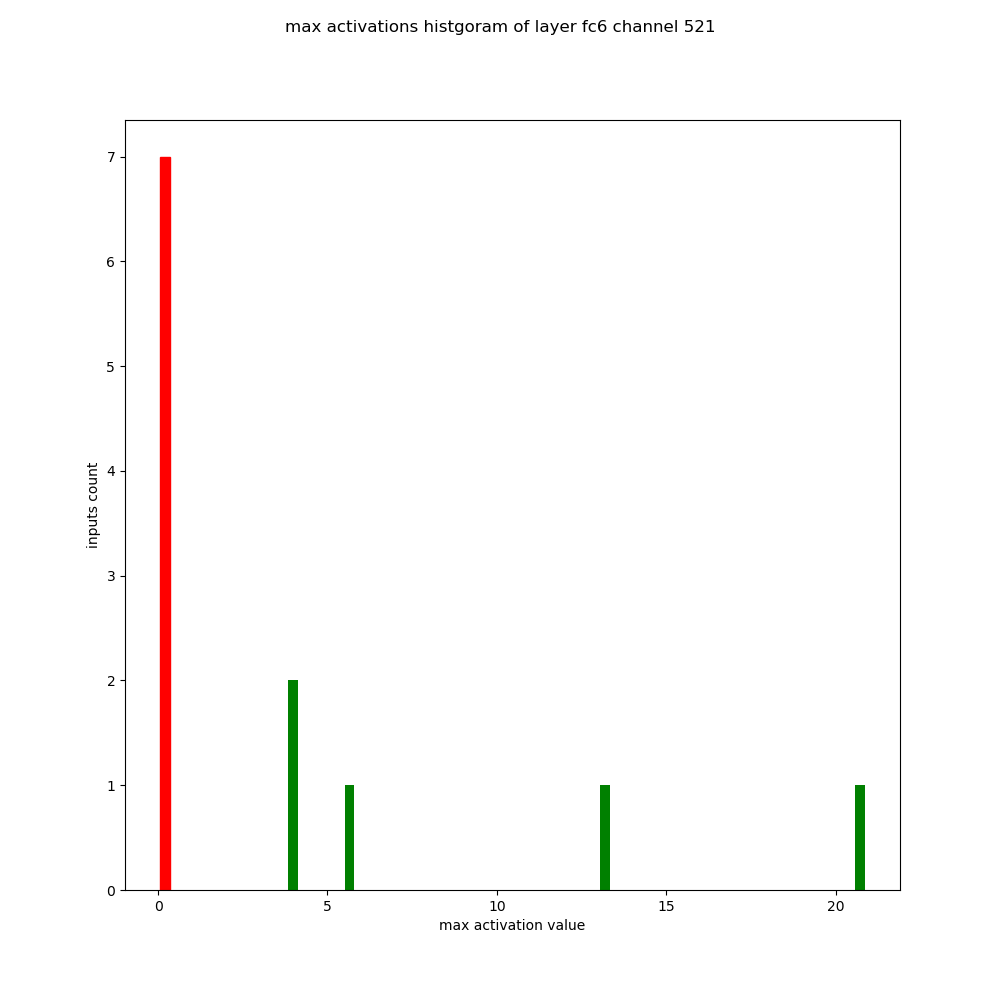 max activations histgoram of layer fc6 channel 521
7
6
5
4
3
2
1
0
inputs count
0 5 10 15 20
max activation value